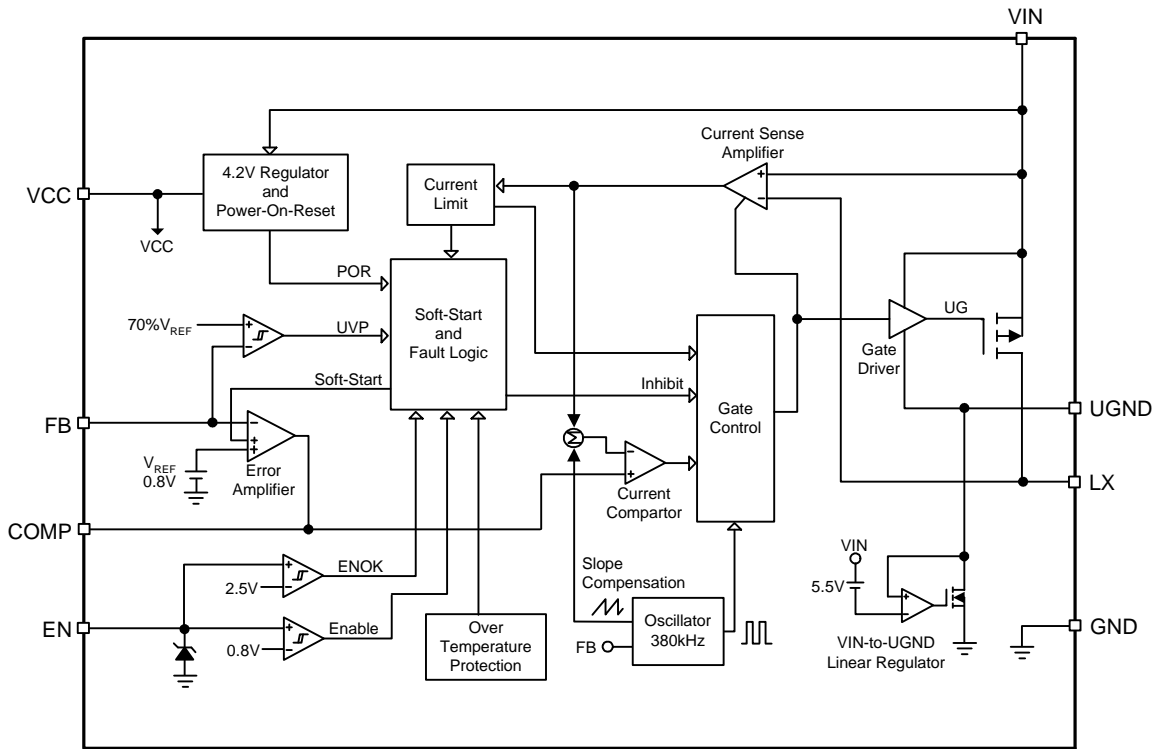 VIN
Current Sense
Amplifier
4.2V Regulator
and
Power-On-Reset
Current
Limit
VCC
VCC
POR
Soft-Start
and
Fault Logic
UG
70%VREF
UVP
Gate
Driver
Soft-Start
Inhibit
Gate
Control
FB
UGND
VREF
0.8V
Error
Amplifier
Current
Compartor
LX
COMP
VIN
5.5V
ENOK
2.5V
Slope
Compensation
EN
Enable
0.8V
Over
Temperature
Protection
Oscillator
380kHz
FB
VIN-to-UGND
Linear Regulator
GND